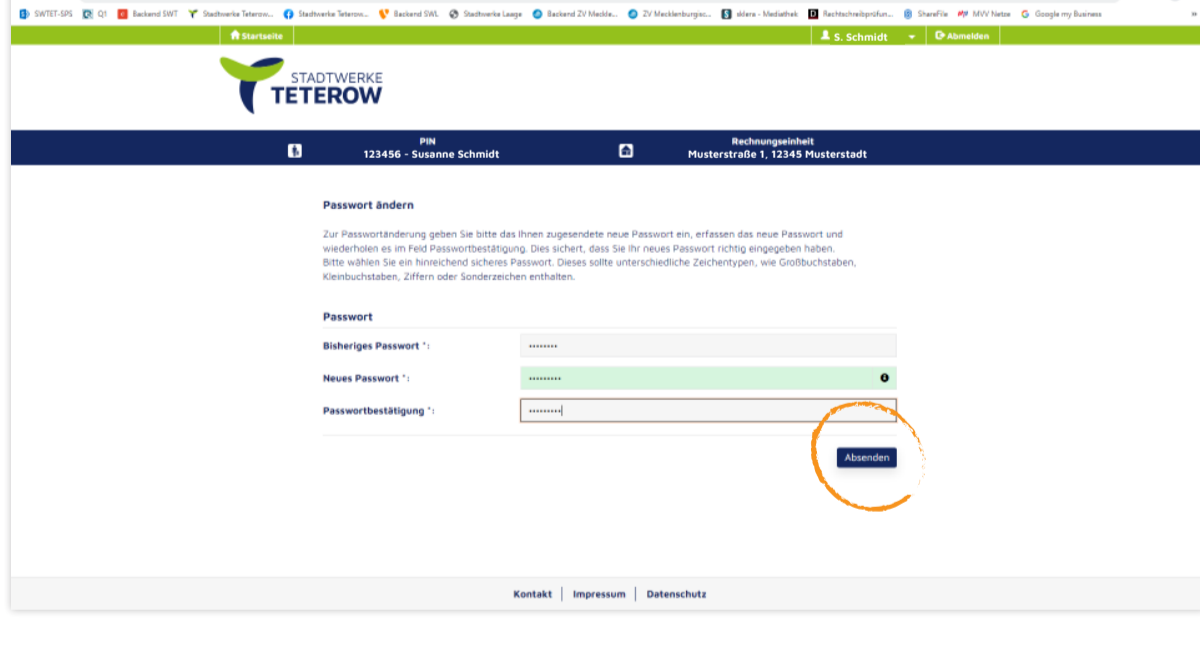 SWTET-SPS Q1 Backend SWT Stadtwerke Teterow... Stadtwerke Teterow... Backend SWL Stadtwerke Laage Backend ZV Meckle... ZV Mecklenburgisc... sklera - Mediathek Rechtschreibprüfun... ShareFile MVV Netze Google my Business »
Startseite S. Schmidt Abmelden
STADTWERKE
TETEROW
PIN
123456 - Susanne Schmidt
Rechnungseinheit
Musterstraße 1, 12345 Musterstadt
Passwort ändern
Zur Passwortänderung geben Sie bitte das Ihnen zugesendete neue Passwort ein, erfassen das neue Passwort und
wiederholen es im Feld Passwortbestätigung. Dies sichert, dass Sie Ihr neues Passwort richtig eingegeben haben.
Bitte wählen Sie ein hinreichend sicheres Passwort. Dieses sollte unterschiedliche Zeichentypen, wie Großbuchstaben,
Kleinbuchstaben, Ziffern oder Sonderzeichen enthalten.
Passwort
Bisheriges Passwort *:
Neues Passwort *:
Passwortbestätigung *:
Absenden
Kontakt | Impressum | Datenschutz